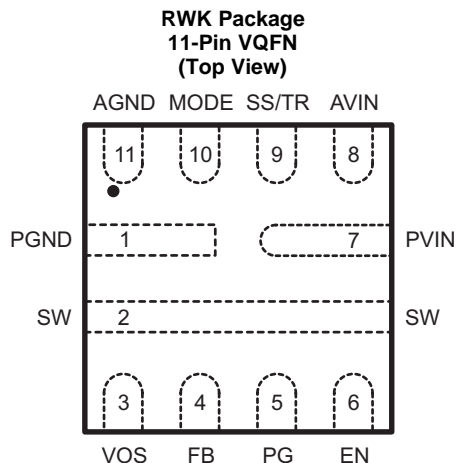 RWK Package
11-Pin VQFN
(Top View)
AGND MODE SS/TR AVIN
11 10 9 8
PGND 1 7 PVIN
SW 2 SW
3 4 5 6
VOS FB PG EN